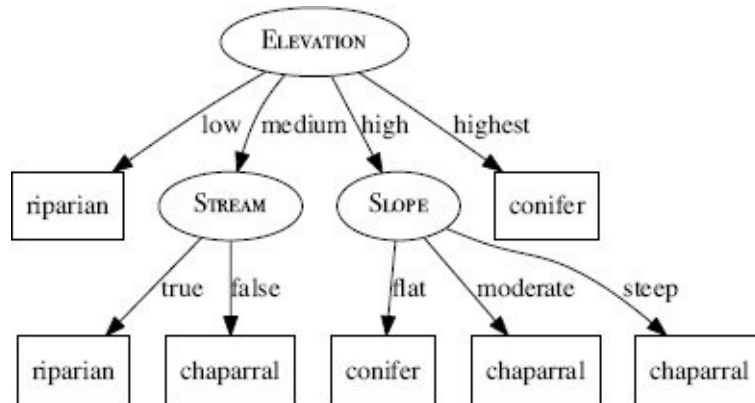 ELEVATION
low medium high highest
riparian STREAM SLOPE conifer
true false flat moderate steep
riparian chaparral conifer chaparral chaparral